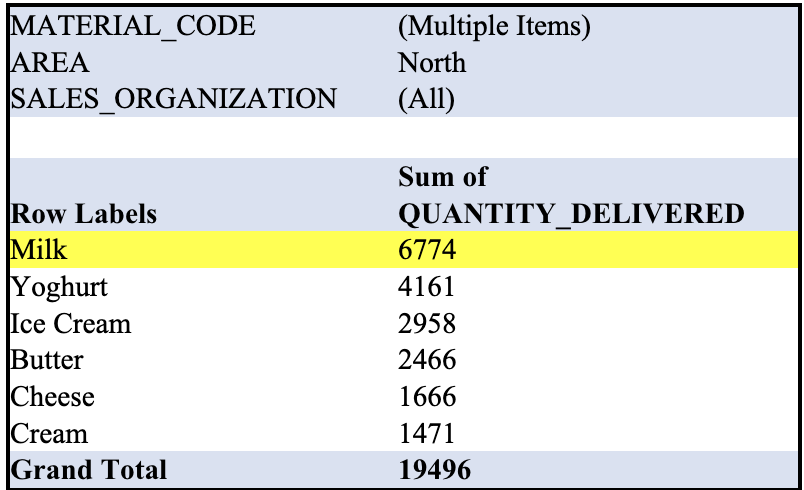 MATERIAL_CODE (Multiple Items)
AREA North
SALES_ORGANIZATION (All)
Sum of
Row Labels QUANTITY_DELIVERED
Milk 6774
Yoghurt 4161
Ice Cream 2958
Butter 2466
Cheese 1666
Cream 1471
Grand Total 19496